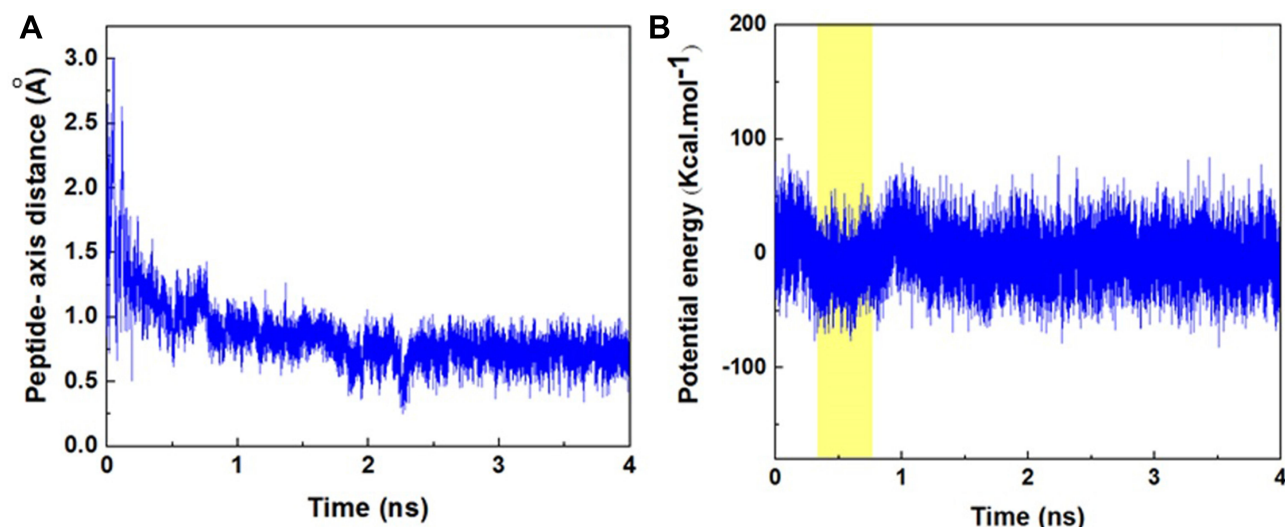 A
Peptide- axis distance (Å)
3.0
2.5
2.0
1.5
1.0
0.5
0.0
0 1 2 3 4
Time (ns)
B
Potential energy (Kcal.mol⁻¹)
200
100
0
-100
0 1 2 3 4
Time (ns)